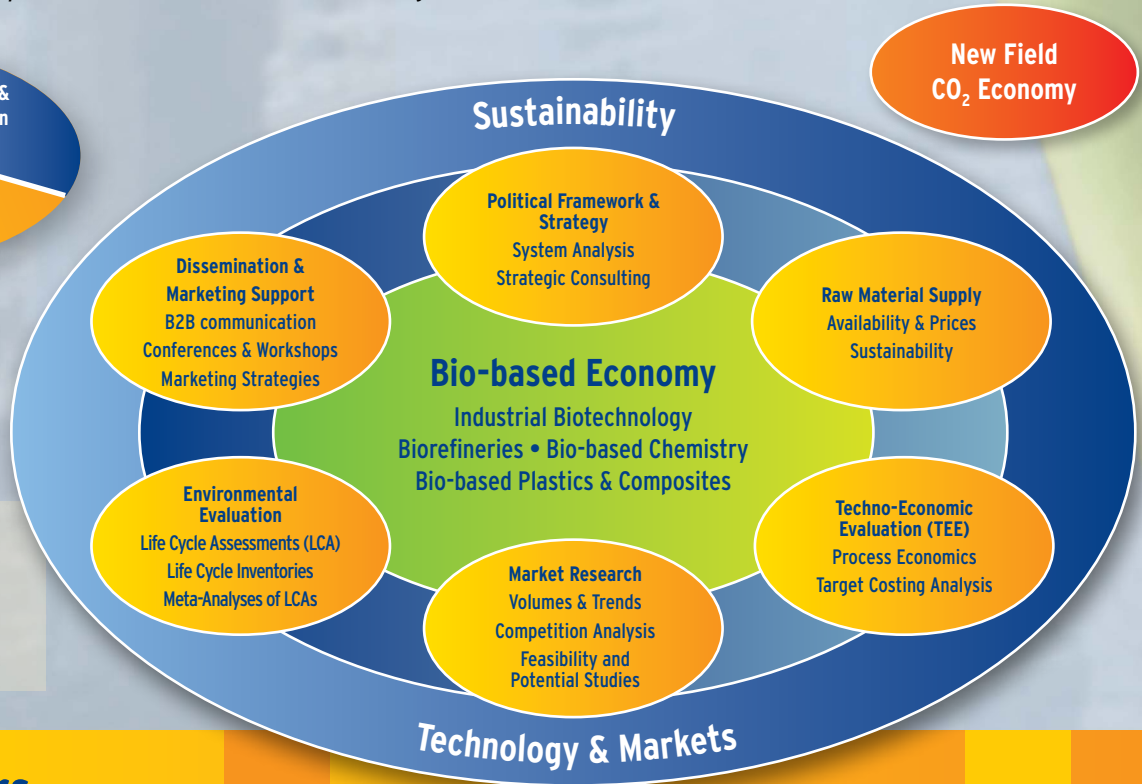 &
New Field
CO₂ Economy
Sustainability
Political Framework &
Strategy
System Analysis
Strategic Consulting
Dissemination &
Marketing Support
B2B communication
Conferences & Workshops
Marketing Strategies
Raw Material Supply
Availability & Prices
Sustainability
Bio-based Economy
Industrial Biotechnology
Biorefineries • Bio-based Chemistry
Bio-based Plastics & Composites
Environmental
Evaluation
Life Cycle Assessments (LCA)
Life Cycle Inventories
Meta-Analyses of LCAs
Techno-Economic
Evaluation (TEE)
Process Economics
Target Costing Analysis
Market Research
Volumes & Trends
Competition Analysis
Feasibility and
Potential Studies
Technology & Markets